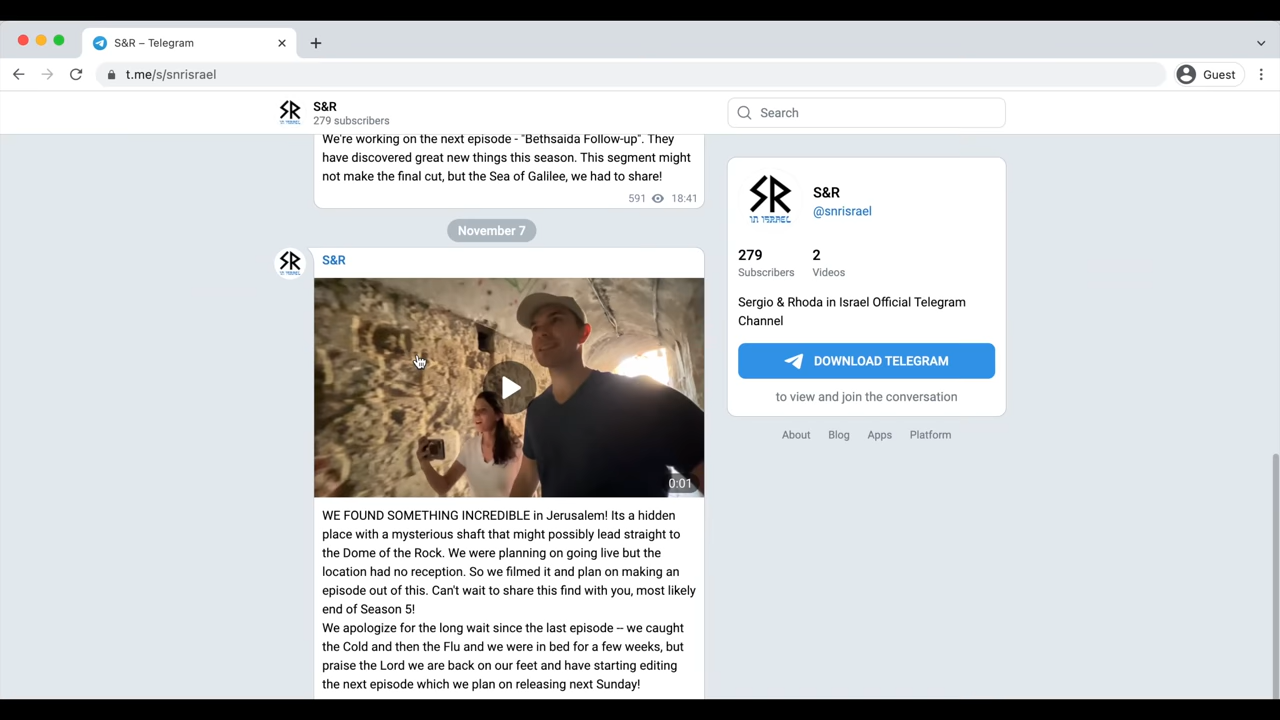 S&R – Telegram
t.me/s/snrisrael
Guest
SR
IN ISRAEL
S&R
279 subscribers
Search
We're working on the next episode - "Bethsaida Follow-up". They
have discovered great new things this season. This segment might
not make the final cut, but the Sea of Galilee, we had to share!
591 18:41
November 7
SR
IN ISRAEL
S&R
0:01
WE FOUND SOMETHING INCREDIBLE in Jerusalem! Its a hidden
place with a mysterious shaft that might possibly lead straight to
the Dome of the Rock. We were planning on going live but the
location had no reception. So we filmed it and plan on making an
episode out of this. Can't wait to share this find with you, most likely
end of Season 5!
We apologize for the long wait since the last episode -- we caught
the Cold and then the Flu and we were in bed for a few weeks, but
praise the Lord we are back on our feet and have starting editing
the next episode which we plan on releasing next Sunday!
SR
IN ISRAEL
S&R
@snrisrael
279 2
Subscribers Videos
Sergio & Rhoda in Israel Official Telegram
Channel
DOWNLOAD TELEGRAM
to view and join the conversation
About Blog Apps Platform